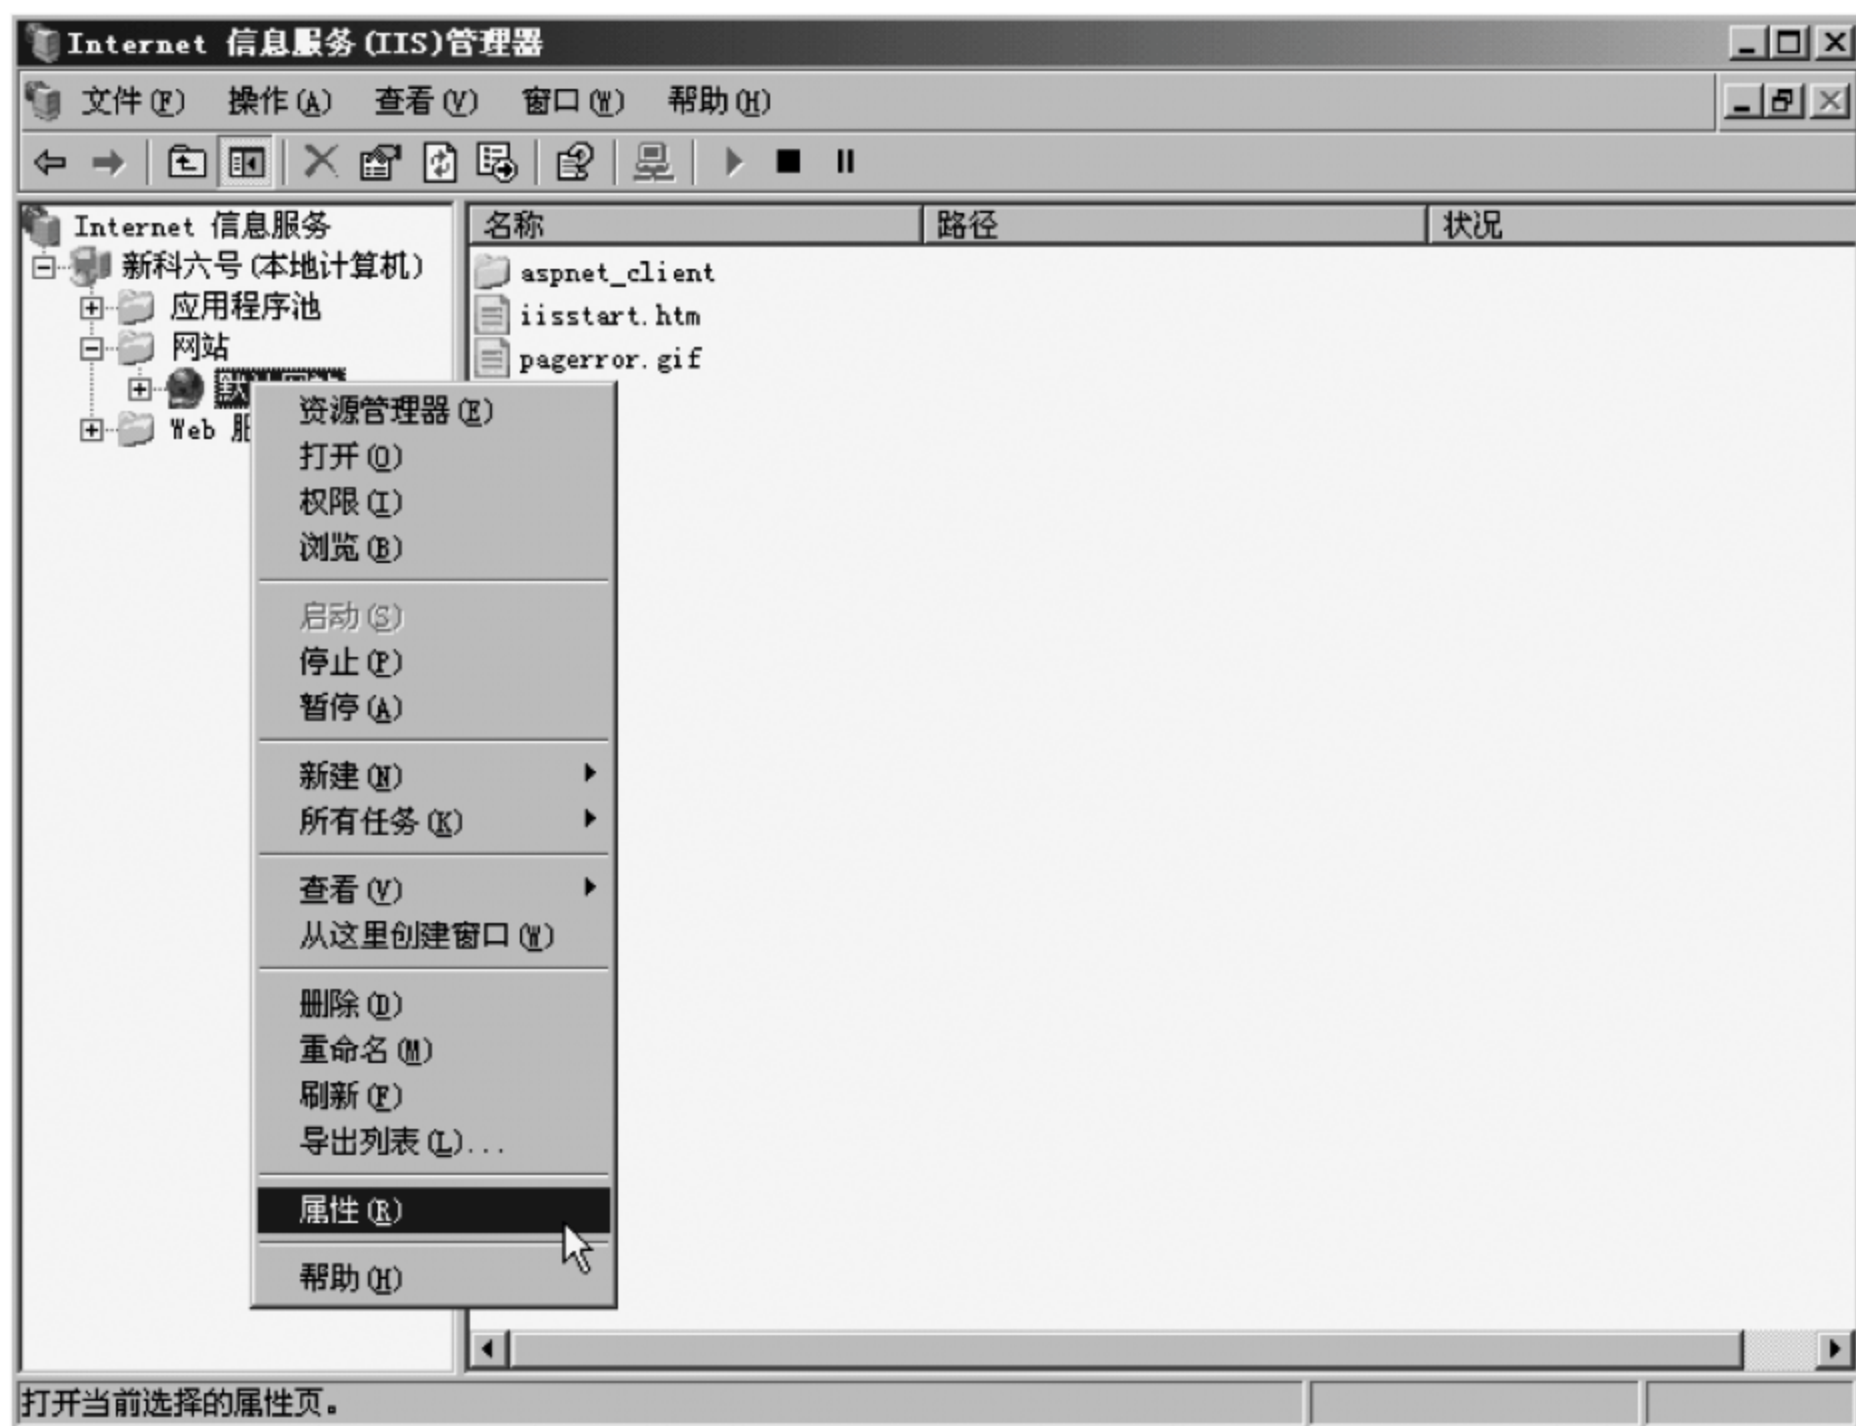 Internet 信息服务(IIS)管理器
文件(F) 操作(A) 查看(V) 窗口(W) 帮助(H)
Internet 信息服务
新科六号(本地计算机)
应用程序池
网站
Web
名称 路径 状况
aspnet_client
iisstart.htm
pagerror.gif
资源管理器(E)
打开(O)
权限(I)
浏览(B)
启动(S)
停止(P)
暂停(A)
新建(N)
所有任务(K)
查看(V)
从这里创建窗口(W)
删除(D)
重命名(M)
刷新(F)
导出列表(L)...
属性(R)
帮助(H)
打开当前选择的属性页。